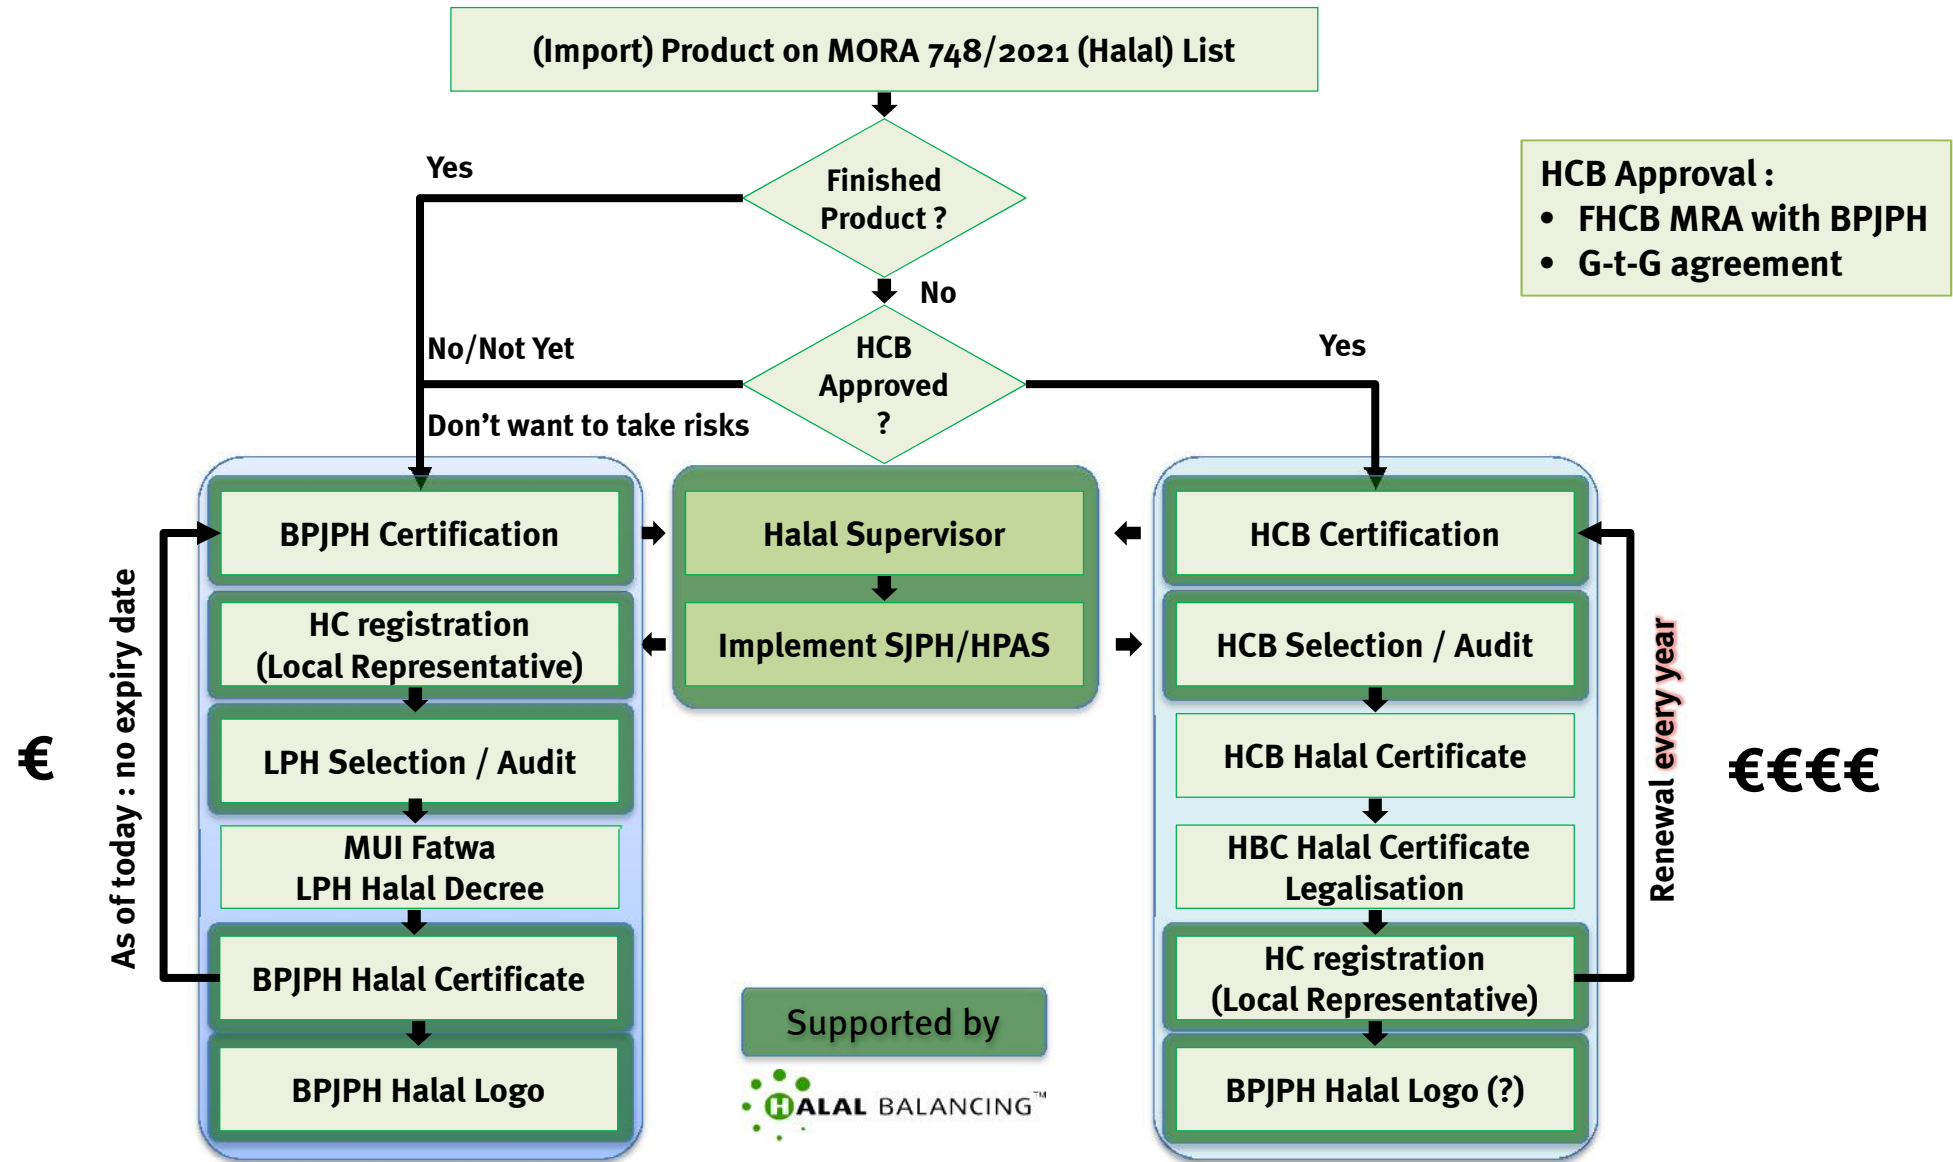 (Import) Product on MORA 748/2021 (Halal) List
Yes
Finished
Product ?
HCB Approval :
• FHCB MRA with BPJPH
• G-t-G agreement
No
No/Not Yet
HCB
Approved
?
Yes
Don't want to take risks
BPJPH Certification
Halal Supervisor
HCB Certification
HC registration
(Local Representative)
Implement SJPH/HPAS
HCB Selection / Audit
As of today : no expiry date
Renewal every year
€
LPH Selection / Audit
HCB Halal Certificate
€€€€
MUI Fatwa
LPH Halal Decree
HBC Halal Certificate
Legalisation
BPJPH Halal Certificate
HC registration
(Local Representative)
Supported by
HALAL BALANCING™
BPJPH Halal Logo
BPJPH Halal Logo (?)